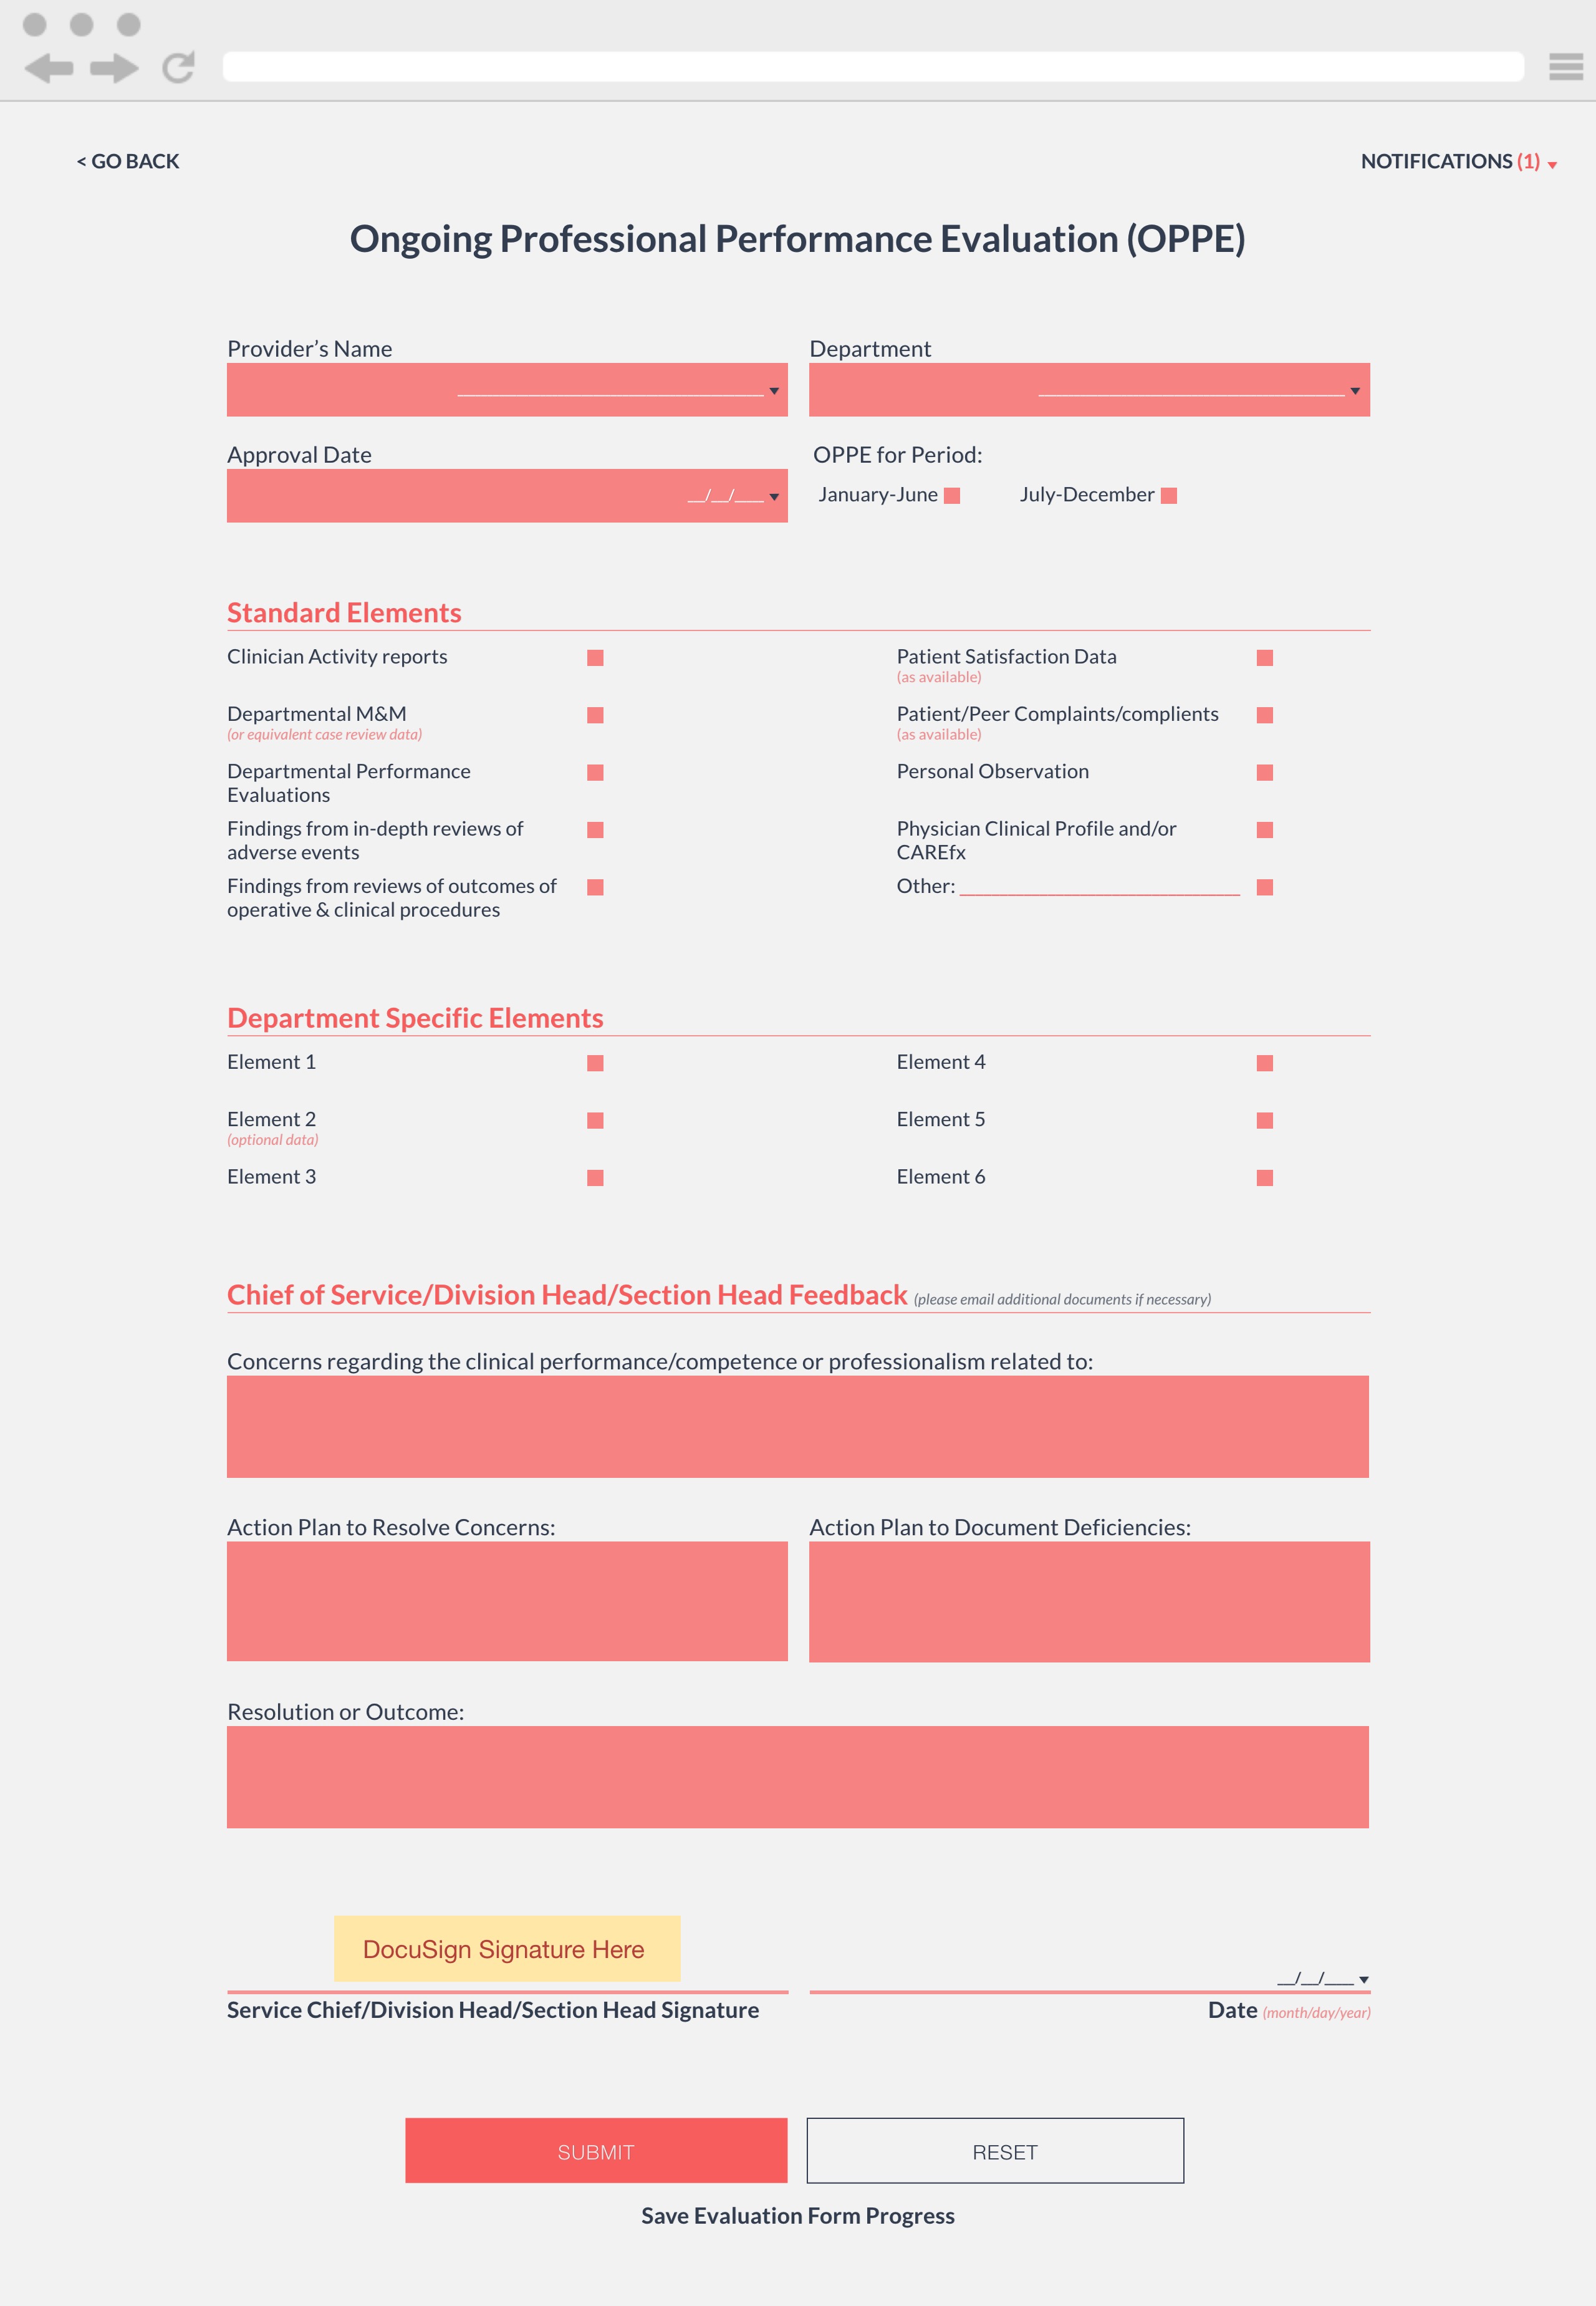 < GO BACK
NOTIFICATIONS (1)
Ongoing Professional Performance Evaluation (OPPE)
Provider’s Name
Department
Approval Date
__/__/___
OPPE for Period:
January-June
July-December
Standard Elements
Clinician Activity reports
Patient Satisfaction Data
(as available)
Departmental M&M
(or equivalent case review data)
Patient/Peer Complaints/complients
(as available)
Departmental Performance
Evaluations
Personal Observation
Findings from in-depth reviews of
adverse events
Physician Clinical Profile and/or
CAREfx
Findings from reviews of outcomes of
operative & clinical procedures
Other:
Department Specific Elements
Element 1
Element 4
Element 2
(optional data)
Element 5
Element 3
Element 6
Chief of Service/Division Head/Section Head Feedback (please email additional documents if necessary)
Concerns regarding the clinical performance/competence or professionalism related to:
Action Plan to Resolve Concerns:
Action Plan to Document Deficiencies:
Resolution or Outcome:
DocuSign Signature Here
__/__/___
Service Chief/Division Head/Section Head Signature
Date (month/day/year)
SUBMIT
RESET
Save Evaluation Form Progress